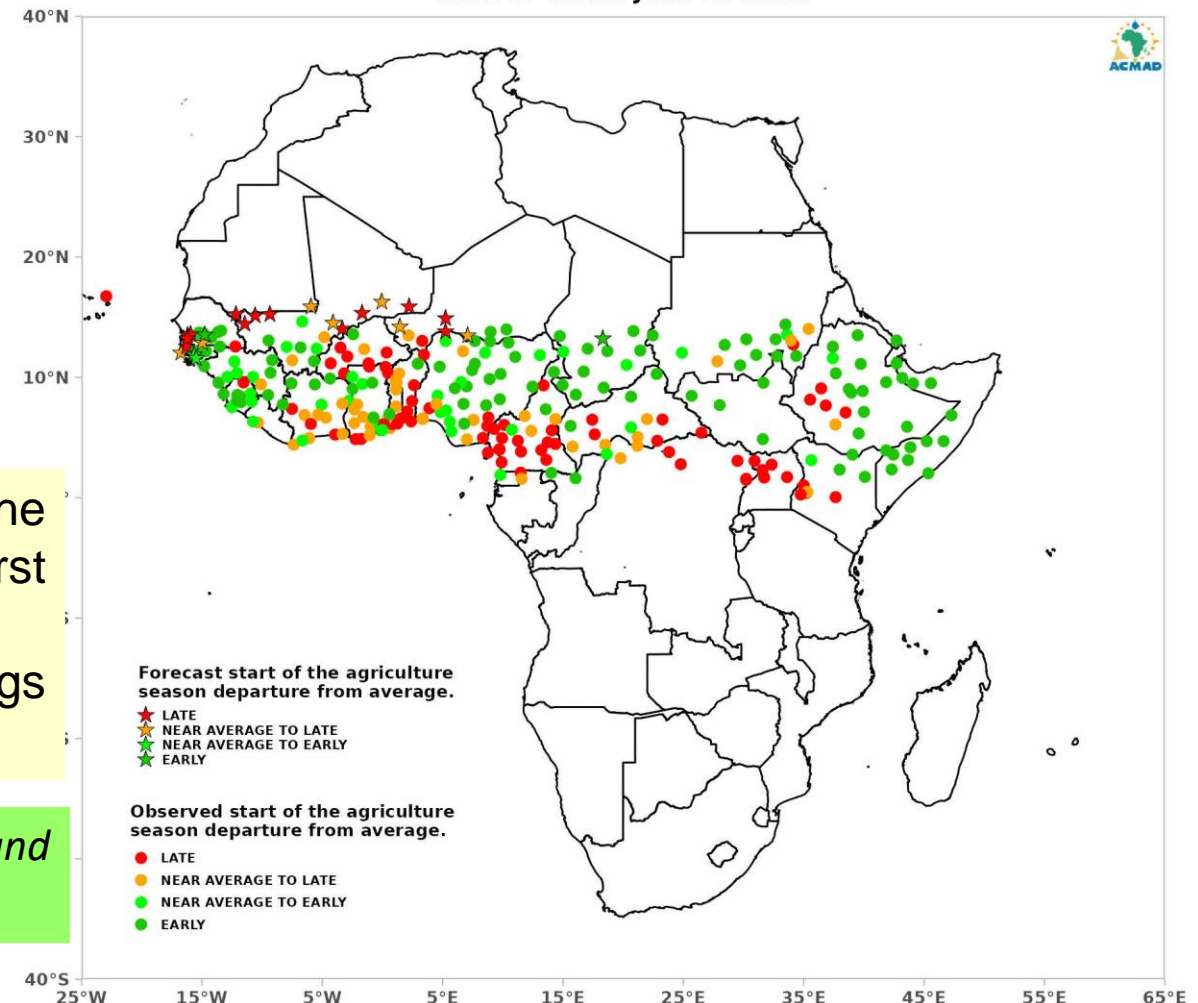 40°N
ACMAD
30°N
20°N
10°N
40°S
25°W 15°W 5°W 5°E 15°E 25°E 35°E 45°E 55°E 65°E
Forecast start of the agriculture
season departure from average.
LATE
NEAR AVERAGE TO LATE
NEAR AVERAGE TO EARLY
EARLY
Observed start of the agriculture
season departure from average.
LATE
NEAR AVERAGE TO LATE
NEAR AVERAGE TO EARLY
EARLY